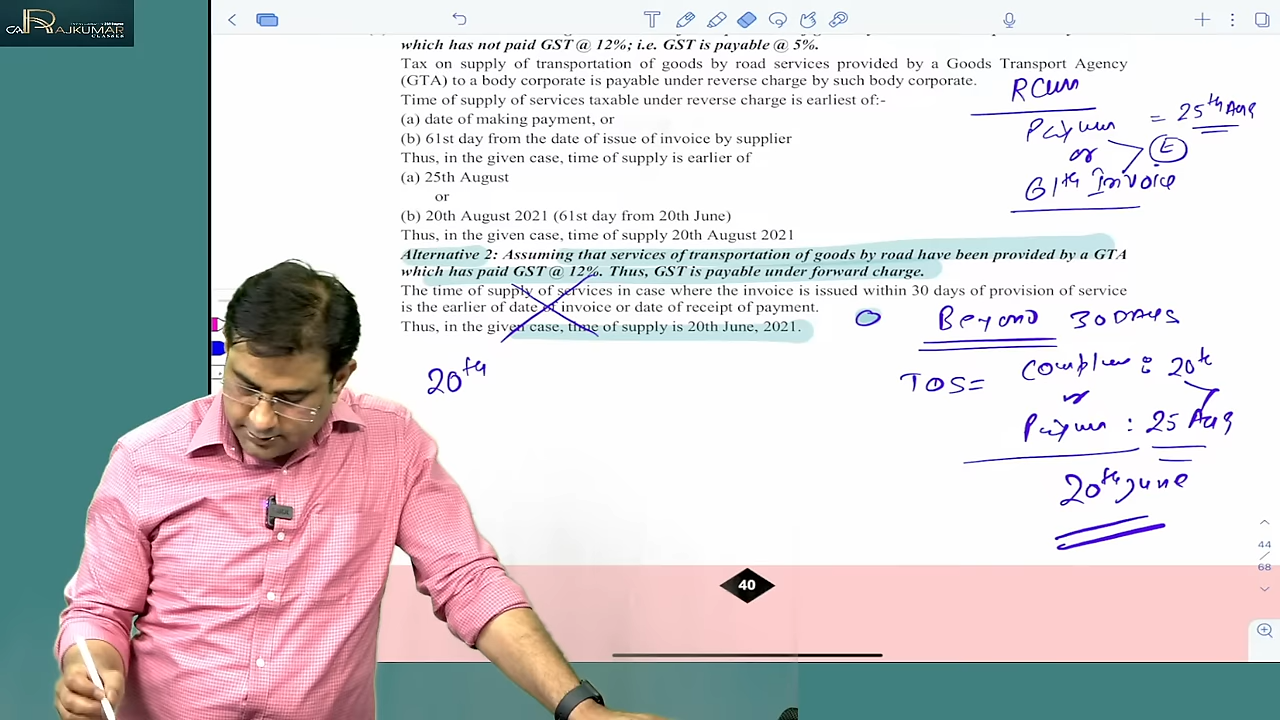 CA RAJKUMAR
CLASSES
which has not paid GST @ 12%; i.e. GST is payable @ 5%.
Tax on supply of transportation of goods by road services provided by a Goods Transport Agency
(GTA) to a body corporate is payable under reverse charge by such body corporate.
Time of supply of services taxable under reverse charge is earliest of:-
(a) date of making payment, or
(b) 61st day from the date of issue of invoice by supplier
Thus, in the given case, time of supply is earlier of
(a) 25th August
or
(b) 20th August 2021 (61st day from 20th June)
Thus, in the given case, time of supply 20th August 2021
Alternative 2: Assuming that services of transportation of goods by road have been provided by a GTA
which has paid GST @ 12%. Thus, GST is payable under forward charge.
The time of supply of services in case where the invoice is issued within 30 days of provision of service
is the earlier of date of invoice or date of receipt of payment.
Thus, in the given case, time of supply is 20th June, 2021.
20th
RCM
= 25th Aug
or
E
61th Invoice
Beyond 30 DAYS
TOS=
: 20th
or
: 25 Aug
20th June
40
44
/
68